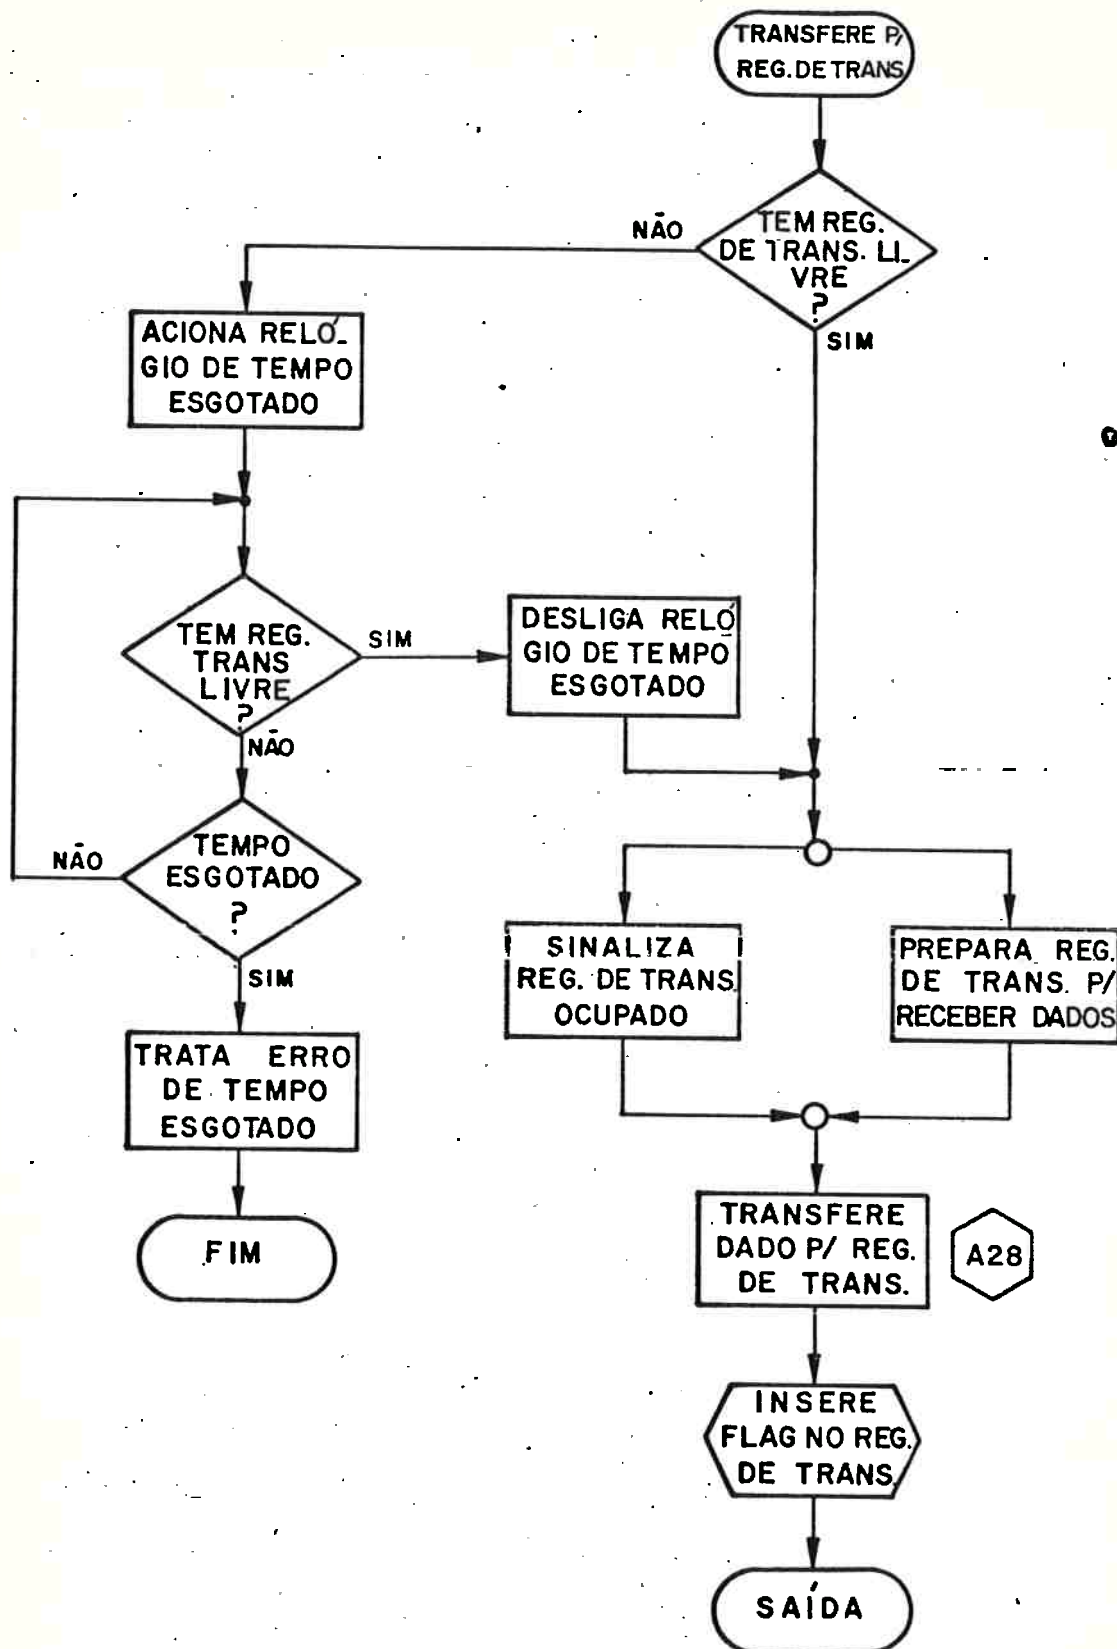 TRANSFERE P/
REG. DE TRANS
TEM REG.
DE TRANS. LI_
VRE
?
NÃO
SIM
ACIONA RELÓ_
GIO DE TEMPO
ESGOTADO
TEM REG.
TRANS
LIVRE
?
SIM
NÃO
DESLIGA RELÓ
GIO DE TEMPO
ESGOTADO
TEMPO
ESGOTADO
?
NÃO
SIM
SINALIZA
REG. DE TRANS.
OCUPADO
PREPARA REG.
DE TRANS. P/
RECEBER DADOS
TRATA ERRO
DE TEMPO
ESGOTADO
FIM
TRANSFERE
DADO P/ REG.
DE TRANS.
A28
INSERE
FLAG NO REG.
DE TRANS.
SAÍDA